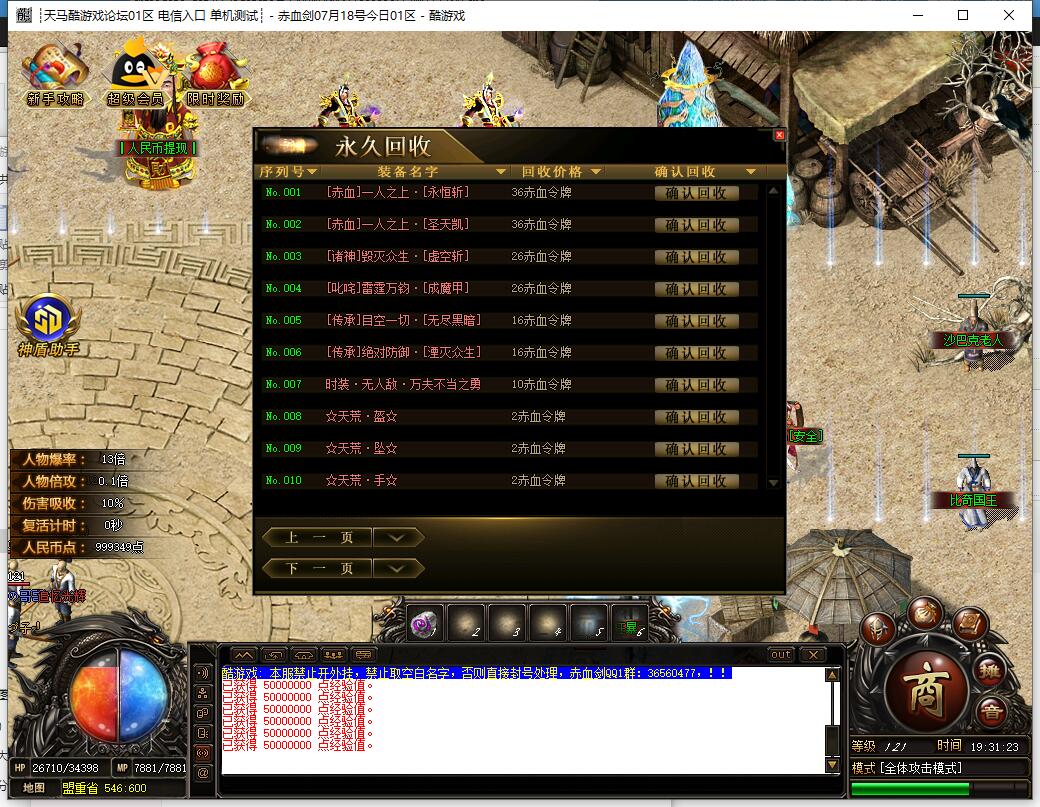 天马酷游戏论坛01区 电信入口 单机测试 - 赤血剑07月18号今日01区 - 酷游戏
新手攻略
超级会员
限时奖励
人民币提现
永久回收
序列号 装备名字 回收价格 确认回收
No.001 [赤血]一人之上·[永恒斩] 36赤血令牌 确认回收
No.002 [赤血]一人之上·[圣天凯] 36赤血令牌 确认回收
No.003 [诸神]毁灭众生·[虚空斩] 26赤血令牌 确认回收
No.004 [叱咤]雷霆万钧·[成魔甲] 26赤血令牌 确认回收
No.005 [传承]目空一切·[无尽黑暗] 16赤血令牌 确认回收
No.006 [传承]绝对防御·[湮灭众生] 16赤血令牌 确认回收
No.007 时装·无人敌·万夫不当之勇 10赤血令牌 确认回收
No.008 ☆天荒·盔☆ 2赤血令牌 确认回收
No.009 ☆天荒·坠☆ 2赤血令牌 确认回收
No.010 ☆天荒·手☆ 2赤血令牌 确认回收
上一页
下一页
神盾助手
沙巴克老人
[安全]
比奇国王
人物爆率： 13倍
人物倍攻： 0.1倍
伤害吸收： 10%
复活计时： 0秒
人民币点： 999349点
121
1 2 3 4 5 6
out
酷游戏: 本服禁止开外挂，禁止取空白名字，否则直接封号处理，赤血剑QQ1群：36560477，！！
已获得 50000000 点经验值。
已获得 50000000 点经验值。
已获得 50000000 点经验值。
已获得 50000000 点经验值。
已获得 50000000 点经验值。
已获得 50000000 点经验值。
HP 26710/34398 MP 7881/7881
地图 盟重省 546:600
商
摊
音
等级 121 时间 19:31:23
模式[全体攻击模式]